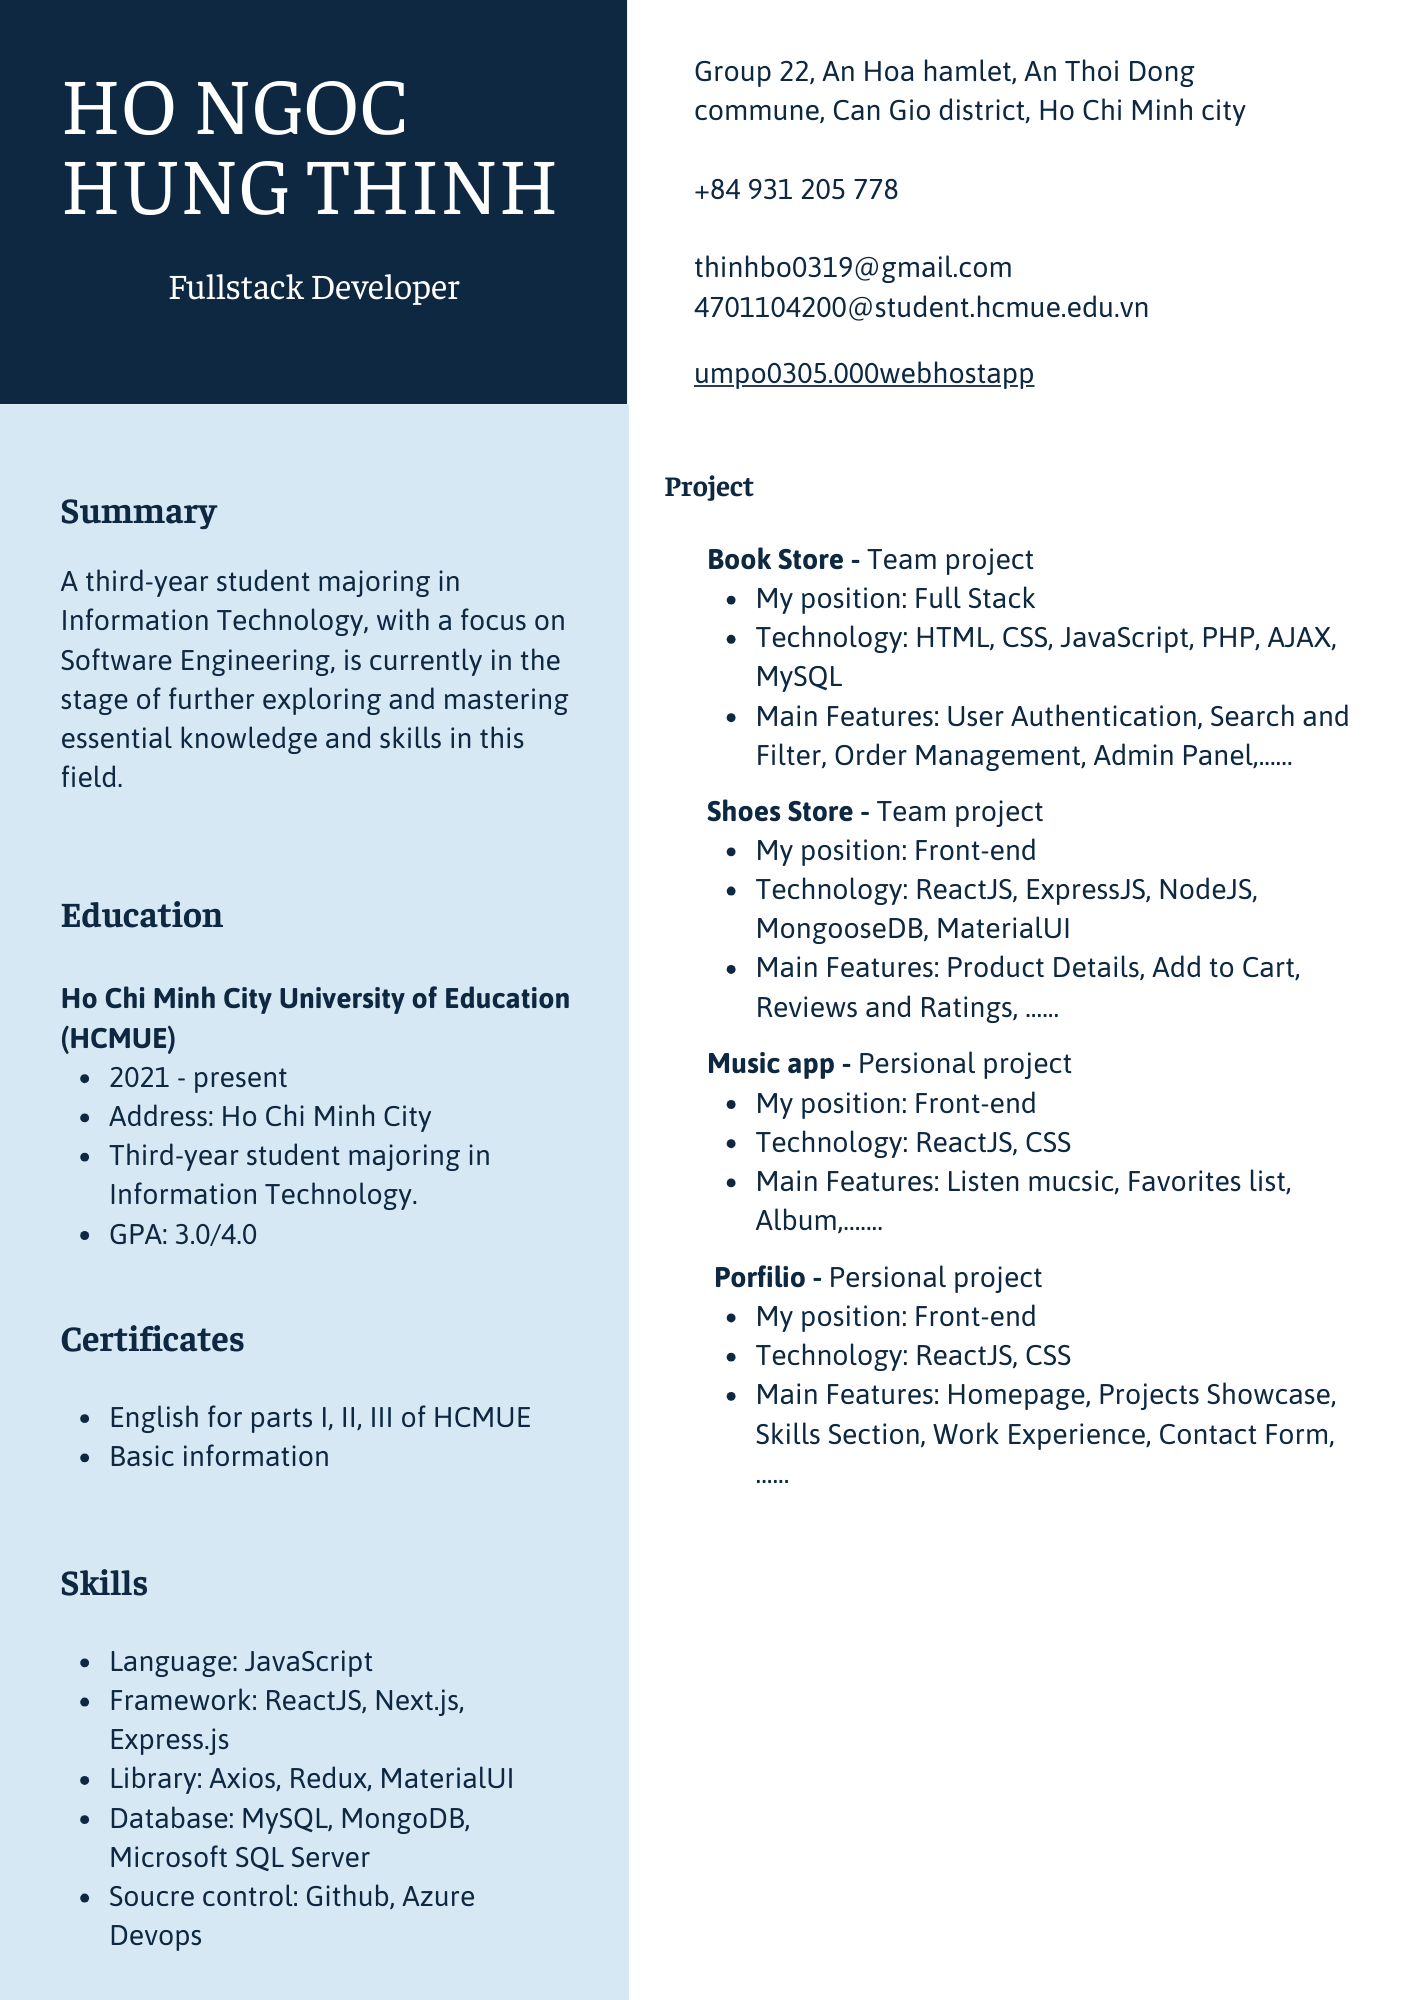 HO NGOC
HUNG THINH
Fullstack Developer
Group 22, An Hoa hamlet, An Thoi Dong
commune, Can Gio district, Ho Chi Minh city
+84 931 205 778
thinhbo0319@gmail.com
4701104200@student.hcmue.edu.vn
umpo0305.000webhostapp
Summary
A third-year student majoring in
Information Technology, with a focus on
Software Engineering, is currently in the
stage of further exploring and mastering
essential knowledge and skills in this
field.
Education
Ho Chi Minh City University of Education
(HCMUE)
• 2021 - present
• Address: Ho Chi Minh City
• Third-year student majoring in
Information Technology.
• GPA: 3.0/4.0
Certificates
• English for parts I, II, III of HCMUE
• Basic information
Skills
• Language: JavaScript
• Framework: ReactJS, Next.js,
Express.js
• Library: Axios, Redux, MaterialUI
• Database: MySQL, MongoDB,
Microsoft SQL Server
• Soucre control: Github, Azure
Devops
Project
Book Store - Team project
• My position: Full Stack
• Technology: HTML, CSS, JavaScript, PHP, AJAX,
MySQL
• Main Features: User Authentication, Search and
Filter, Order Management, Admin Panel,......
Shoes Store - Team project
• My position: Front-end
• Technology: ReactJS, ExpressJS, NodeJS,
MongooseDB, MaterialUI
• Main Features: Product Details, Add to Cart,
Reviews and Ratings, ......
Music app - Persional project
• My position: Front-end
• Technology: ReactJS, CSS
• Main Features: Listen mucsic, Favorites list,
Album,.......
Porfilio - Persional project
• My position: Front-end
• Technology: ReactJS, CSS
• Main Features: Homepage, Projects Showcase,
Skills Section, Work Experience, Contact Form,
......